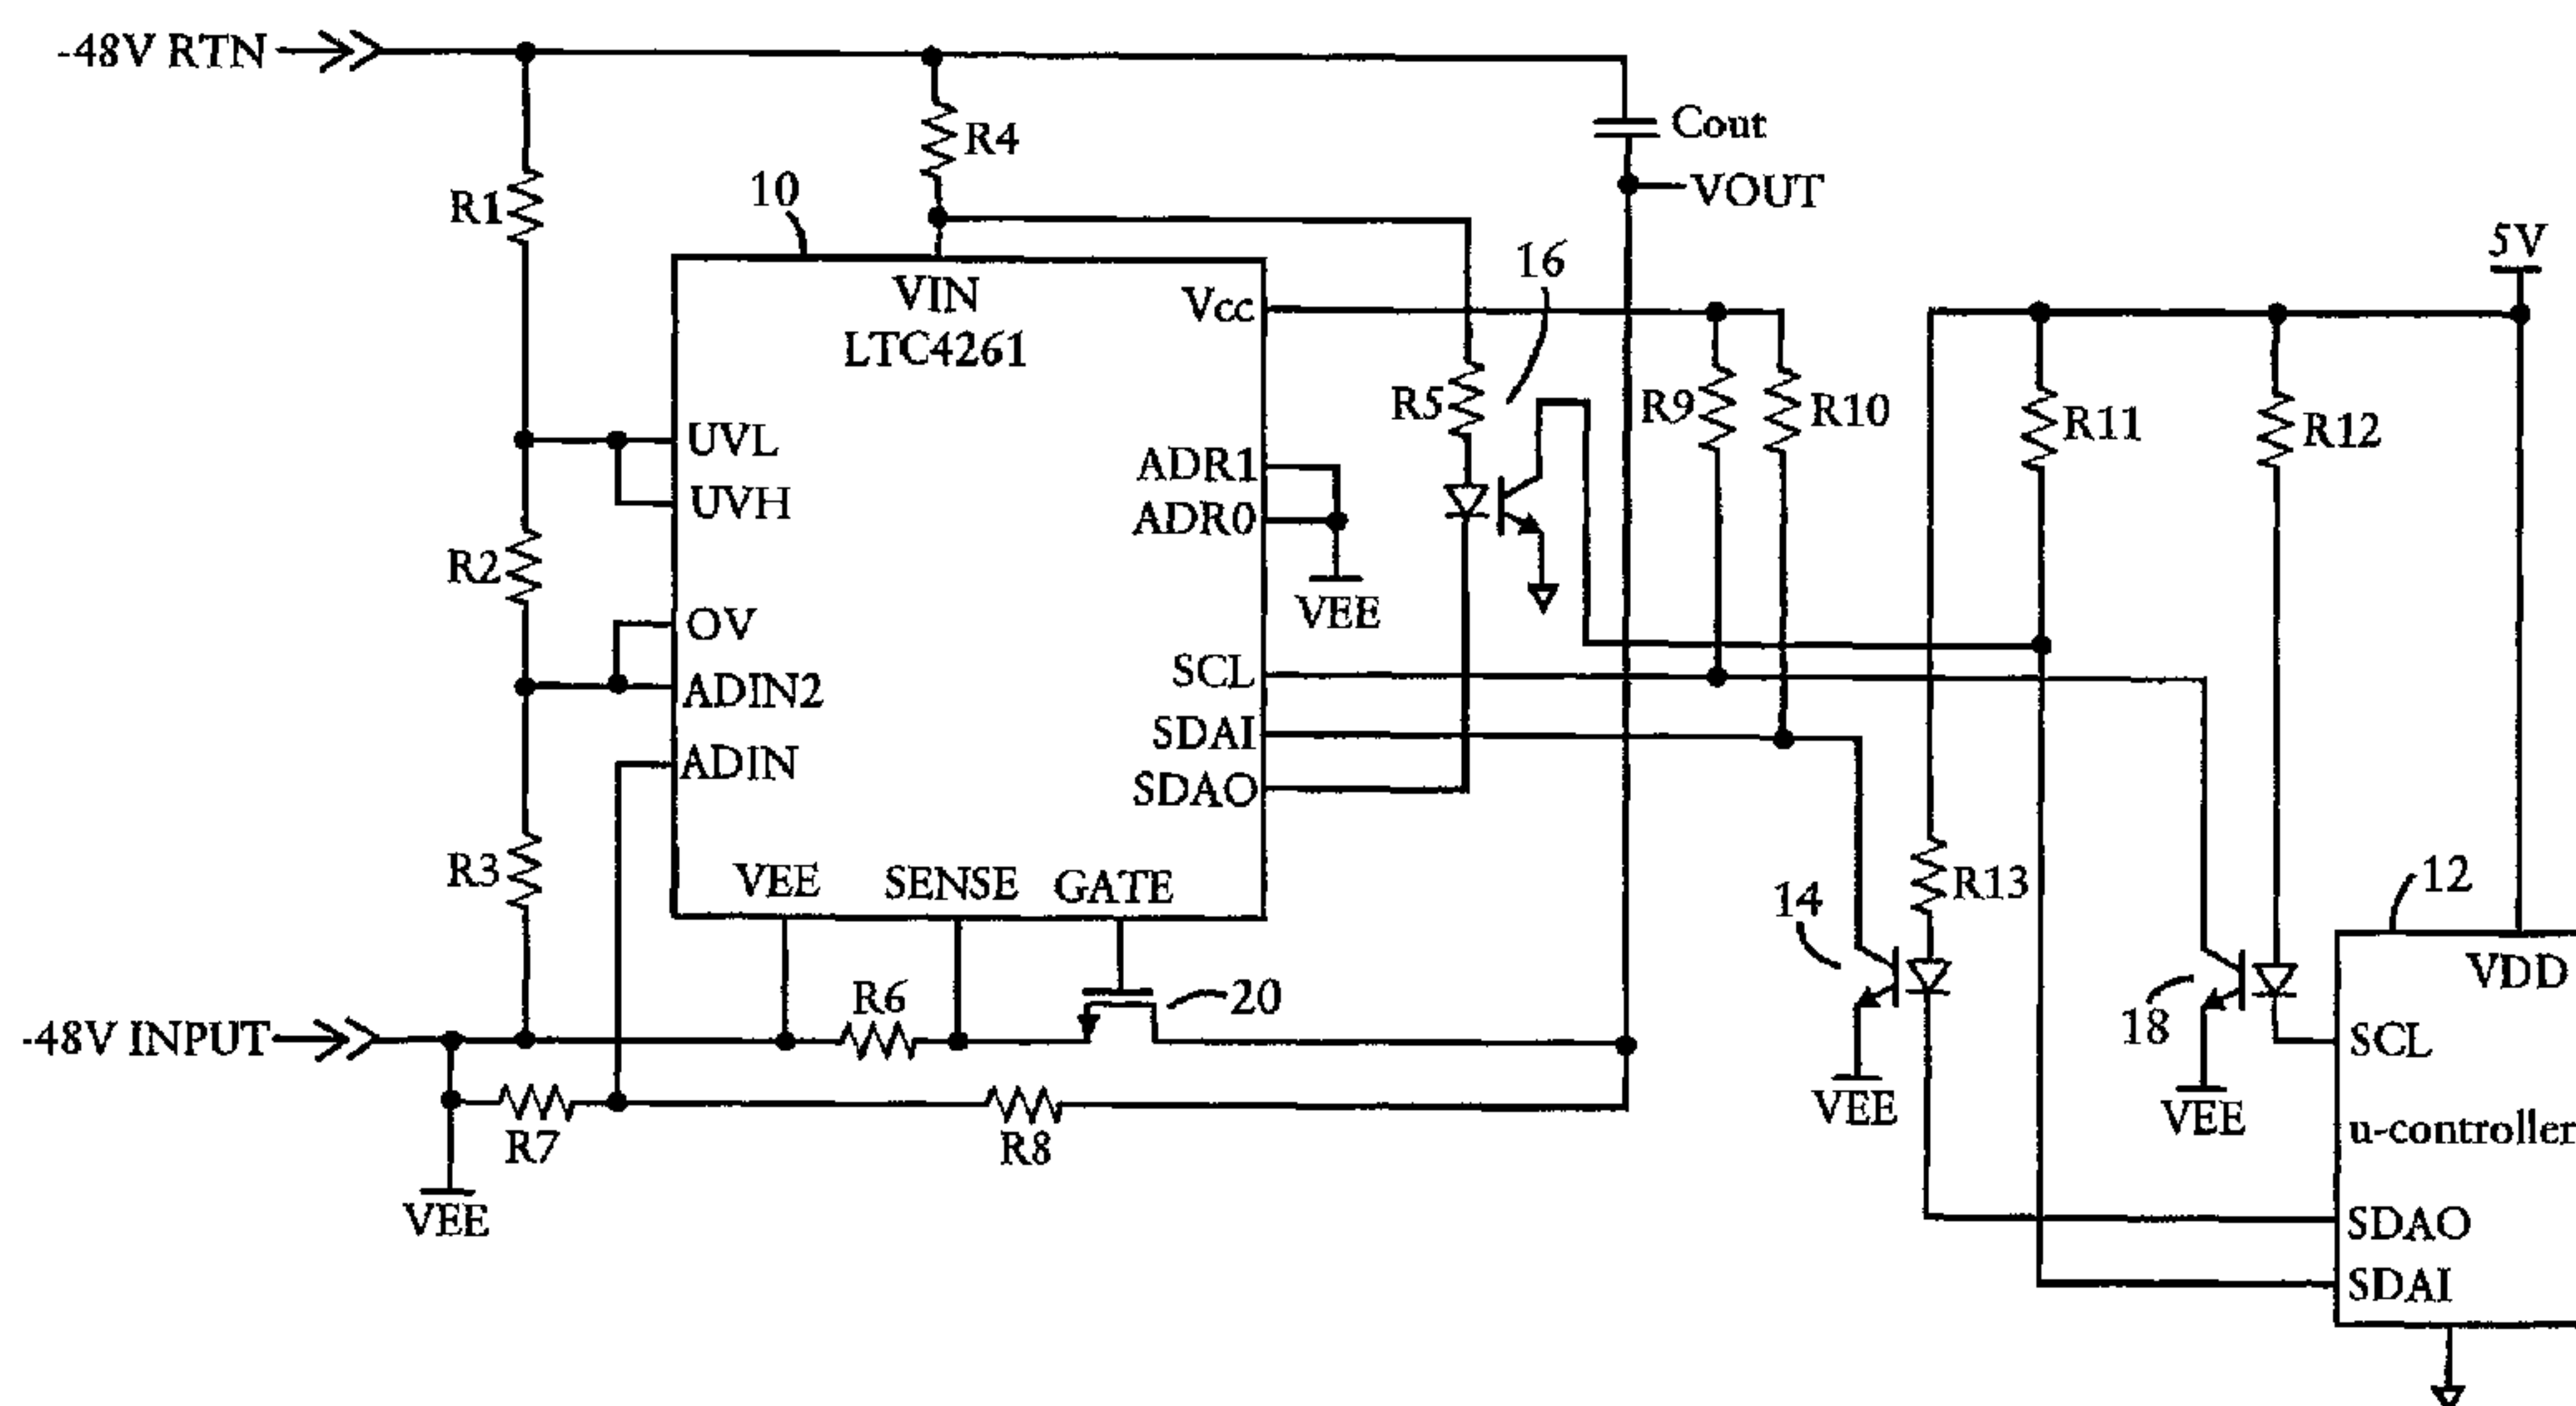 -48V RTN
R1
R4
10
Cout
VOUT
VIN
LTC4261
Vcc
16
5V
R5
R9
R10
R11
R12
UVL
UVH
ADR1
ADR0
VEE
R2
OV
ADIN2
ADIN
SCL
SDAI
SDAO
R3
VEE
SENSE
GATE
R6
20
-48V INPUT
R7
R8
VEE
14
R13
VEE
18
VEE
12
VDD
SCL
u-controller
SDAO
SDAI